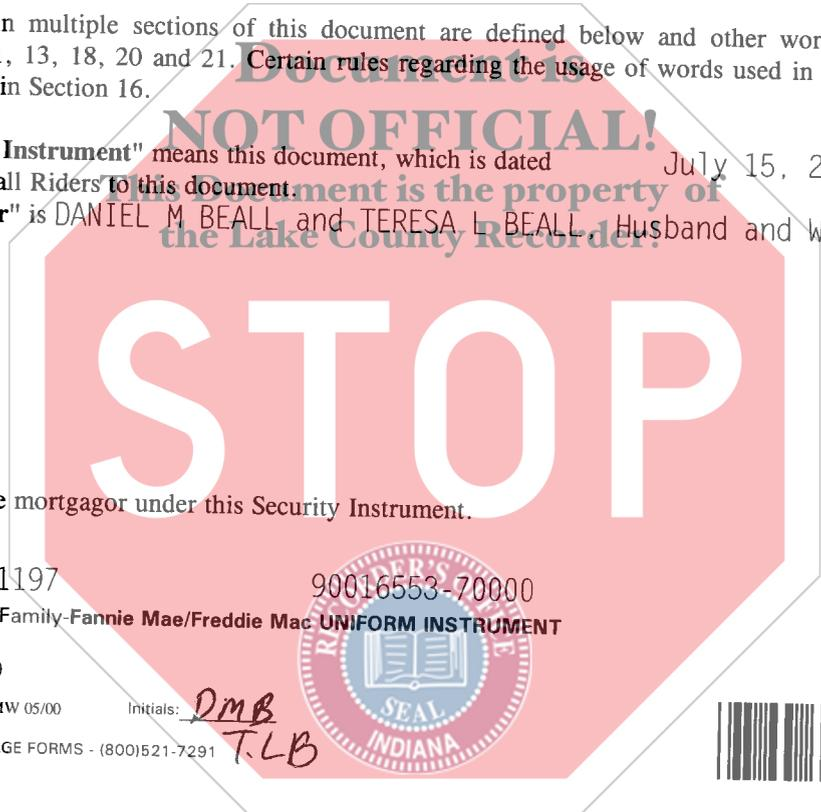 n multiple sections of this document are defined below and other wor
, 13, 18, 20 and 21. Certain rules regarding the usage of words used in
in Section 16.
Document is
NOT OFFICIAL!
This Document is the property of
the Lake County Recorder!
Instrument" means this document, which is dated July 15, 2
all Riders to this document.
r" is DANIEL M BEALL and TERESA L BEALL, Husband and W
STOP
e mortgagor under this Security Instrument.
1197 90016553-70000
Family-Fannie Mae/Freddie Mac UNIFORM INSTRUMENT
RECORDER'S OFFICE
SEAL
INDIANA
)
MW 05/00 Initials: DMB
GE FORMS - (800)521-7291 T.LB